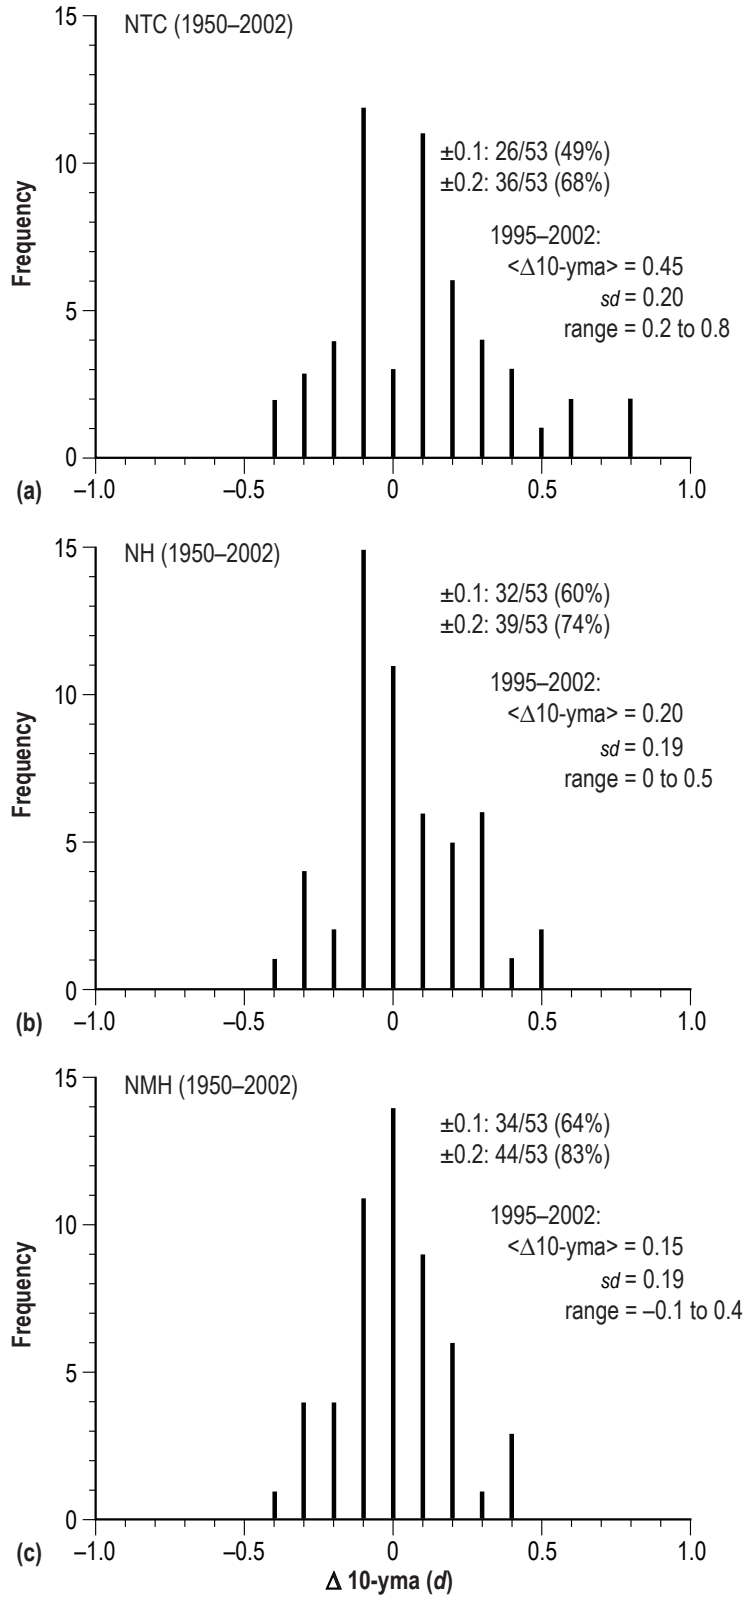 15
NTC (1950–2002)
10
±0.1: 26/53 (49%)
±0.2: 36/53 (68%)
1995–2002:
<Δ10-yma> = 0.45
sd = 0.20
range = 0.2 to 0.8
Frequency
5
0
(a)
–1.0 –0.5 0 0.5 1.0
15
NH (1950–2002)
±0.1: 32/53 (60%)
±0.2: 39/53 (74%)
10
1995–2002:
<Δ10-yma> = 0.20
sd = 0.19
range = 0 to 0.5
Frequency
5
0
(b)
–1.0 –0.5 0 0.5 1.0
15
NMH (1950–2002)
±0.1: 34/53 (64%)
±0.2: 44/53 (83%)
10
1995–2002:
<Δ10-yma> = 0.15
sd = 0.19
range = –0.1 to 0.4
Frequency
5
0
(c)
–1.0 –0.5 0 0.5 1.0
Δ 10-yma (d)